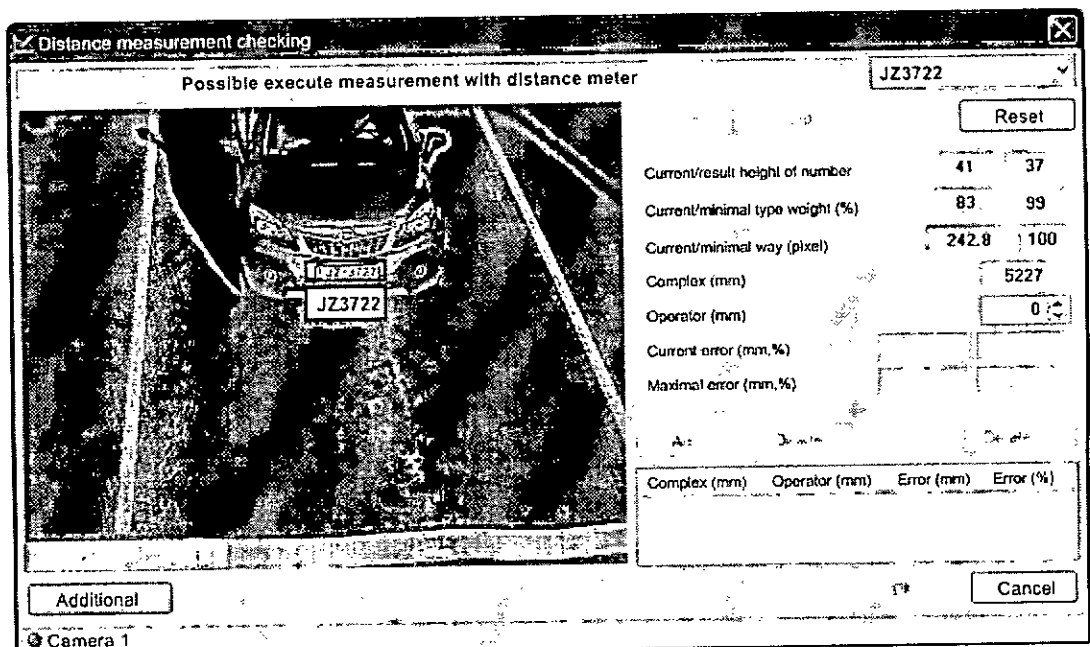 Distance measurement checking
Possible execute measurement with distance meter
JZ3722
Reset
Current/result height of number 41 37
Current/minimal type weight (%) 83 99
Current/minimal way (pixel) 242.8 100
Complex (mm) 5227
Operator (mm) 0
Current error (mm,%)
Maximal error (mm,%)
JZ3722
JZ3722
Complex (mm) Operator (mm) Error (mm) Error (%)
Additional
Cancel
Camera 1